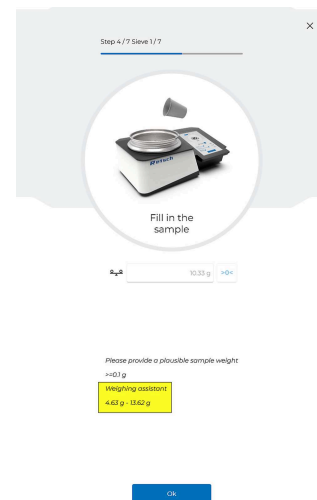 Step 4 / 7 Sieve 1 / 7
Retsch
Fill in the
sample
10.33 g >0<
Please provide a plausible sample weight
>=0.1 g
Weighing assistant
4.63 g - 13.62 g
Ok